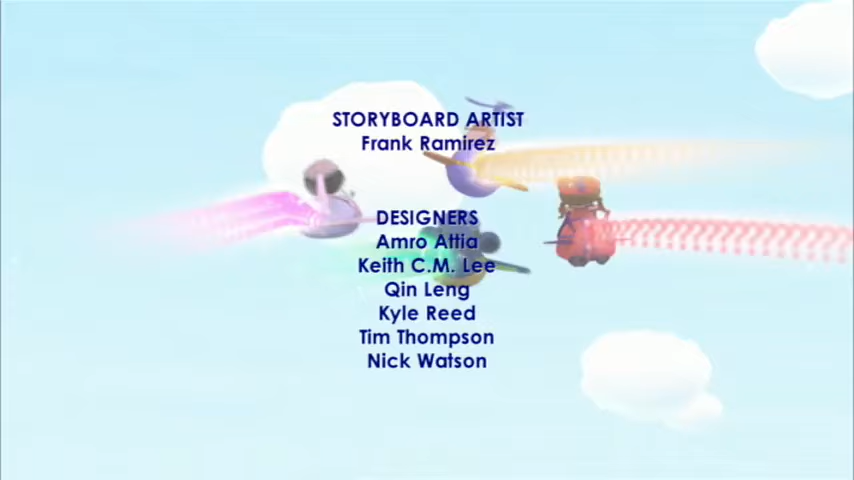 STORYBOARD ARTIST
Frank Ramirez
DESIGNERS
Amro Attia
Keith C.M. Lee
Qin Leng
Kyle Reed
Tim Thompson
Nick Watson